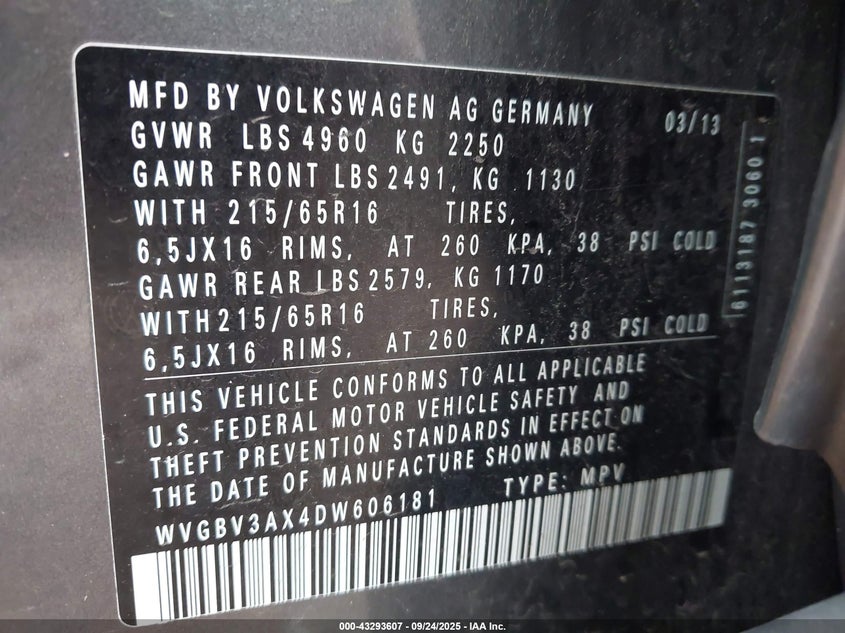 MFD BY VOLKSWAGEN AG GERMANY 03/13
GVWR LBS 4960 KG 2250
GAWR FRONT LBS 2491, KG 1130
WITH 215/65R16 TIRES,
6,5JX16 RIMS, AT 260 KPA, 38 PSI COLD
GAWR REAR LBS 2579, KG 1170
WITH 215/65R16 TIRES,
6,5JX16 RIMS, AT 260 KPA, 38 PSI COLD
6113187 3060 1
THIS VEHICLE CONFORMS TO ALL APPLICABLE
U.S. FEDERAL MOTOR VEHICLE SAFETY AND
THEFT PREVENTION STANDARDS IN EFFECT ON
THE DATE OF MANUFACTURE SHOWN ABOVE.
WVGBV3AX4DW606181 TYPE: MPV
000-43293607 - 09/24/2025 - IAA Inc.